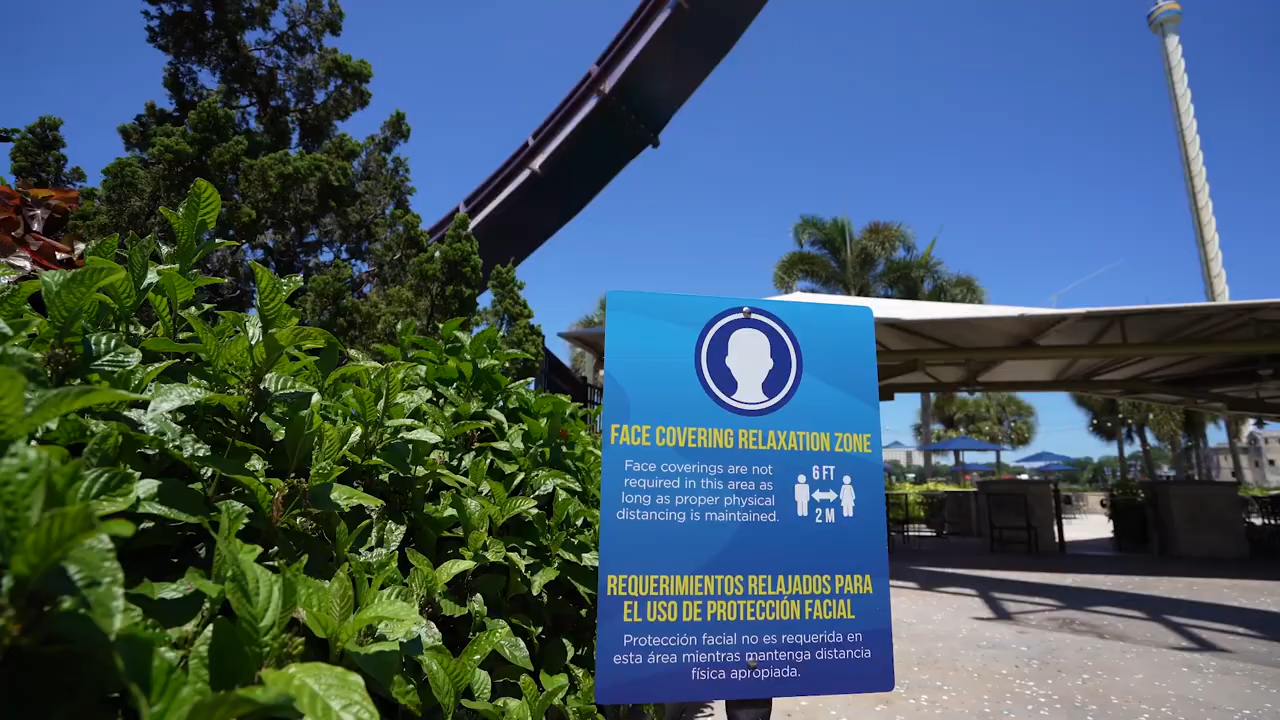 FACE COVERING RELAXATION ZONE
Face coverings are not
required in this area as
long as proper physical
distancing is maintained.
6 FT
2 M
REQUERIMIENTOS RELAJADOS PARA
EL USO DE PROTECCIÓN FACIAL
Protección facial no es requerida en
esta área mientras mantenga distancia
física apropiada.